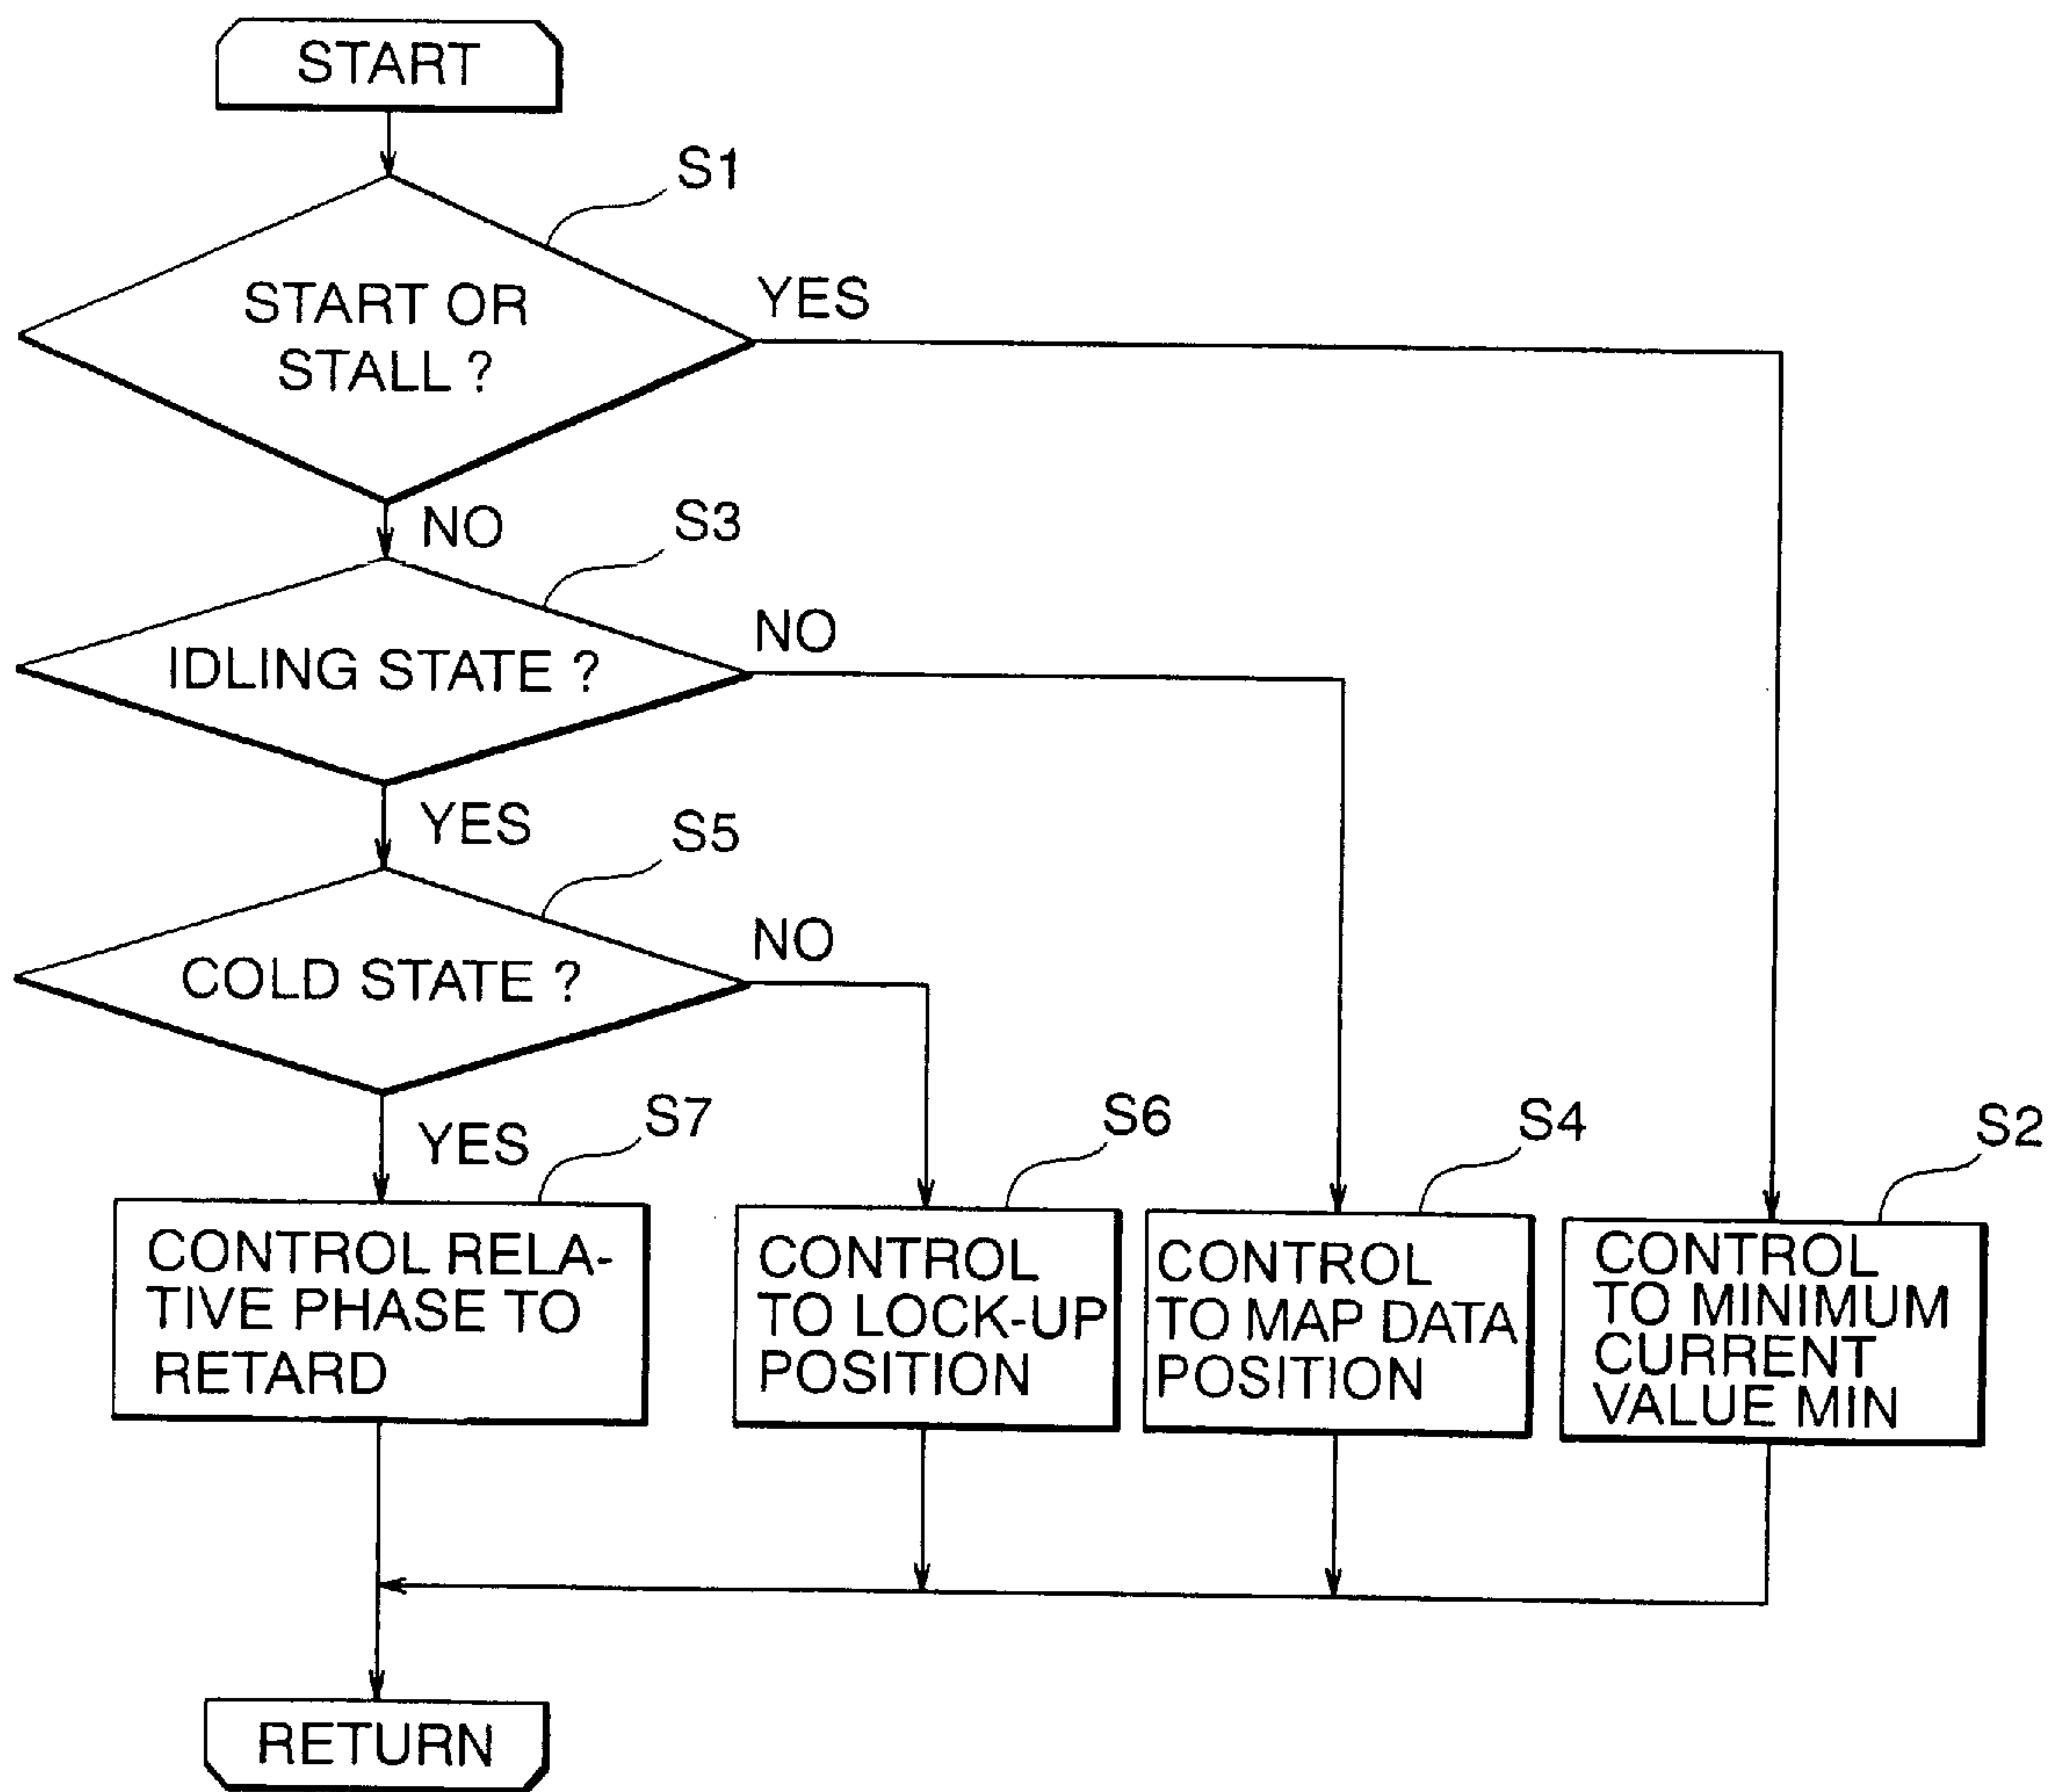 START
S1
START OR
STALL ?
YES
NO
S3
IDLING STATE ?
NO
YES
S5
COLD STATE ?
NO
YES
S7
S6
S4
S2
CONTROL RELA-
TIVE PHASE TO
RETARD
CONTROL
TO LOCK-UP
POSITION
CONTROL
TO MAP DATA
POSITION
CONTROL
TO MINIMUM
CURRENT
VALUE MIN
RETURN